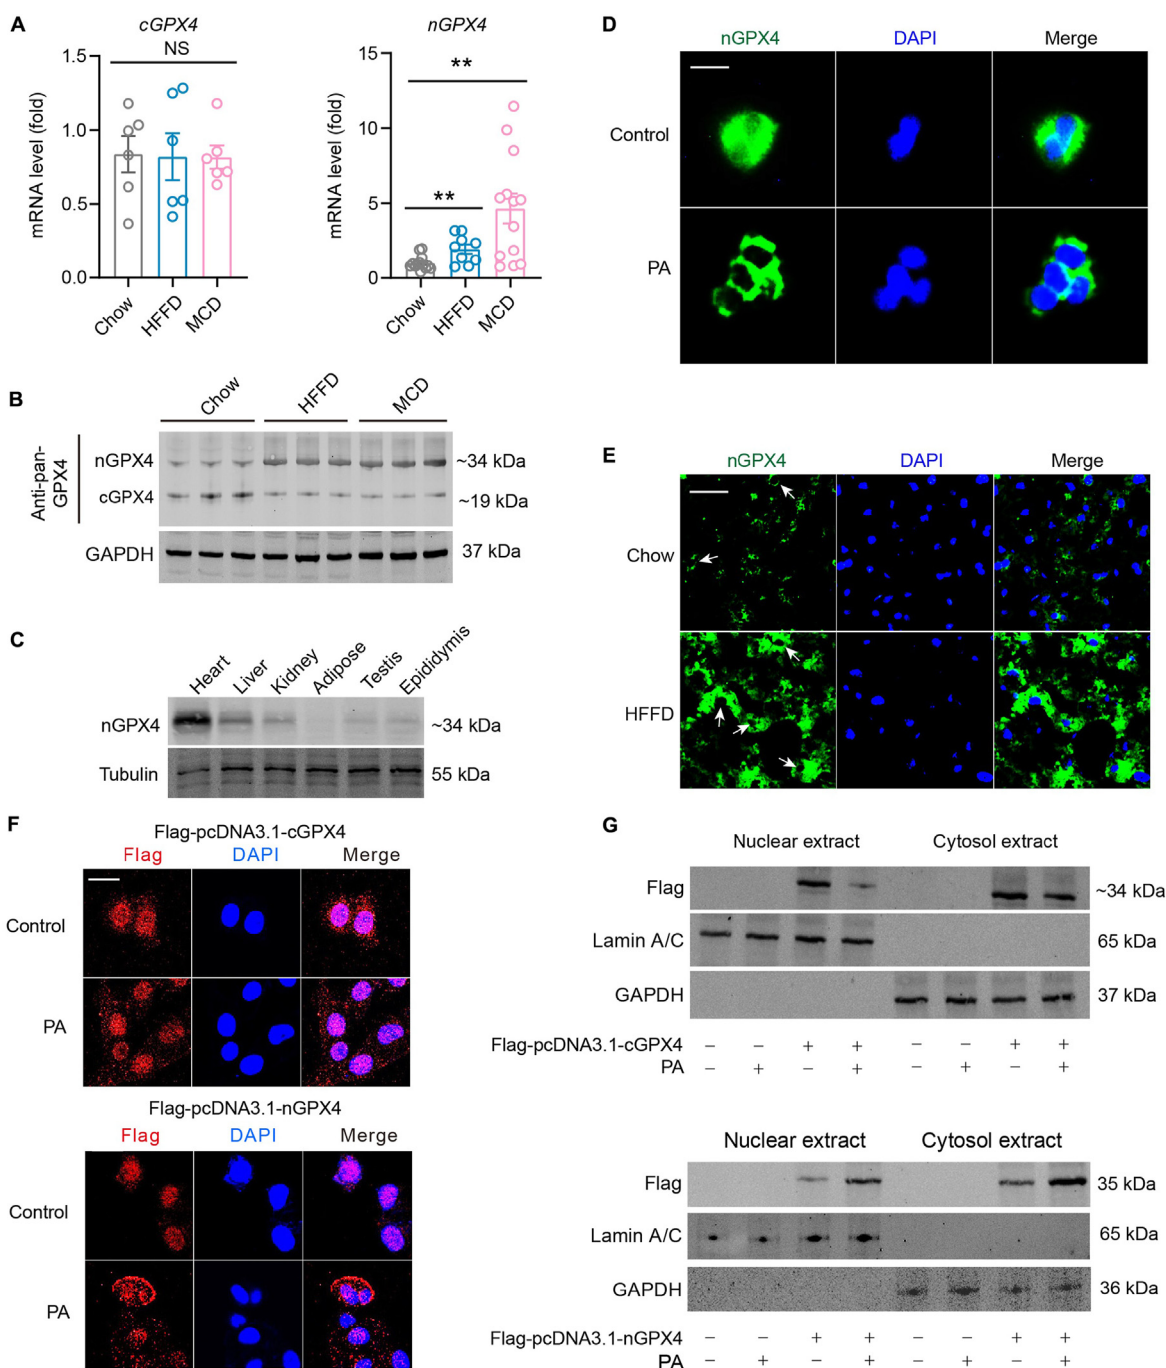 A
cGPX4
NS
mRNA level (fold)
1.5
1.0
0.5
0.0
Chow
HFFD
MCD
nGPX4
**
**
mRNA level (fold)
15
10
5
0
Chow
HFFD
MCD
B
Chow
HFFD
MCD
Anti-pan-
GPX4
nGPX4
~34 kDa
cGPX4
~19 kDa
GAPDH
37 kDa
C
Heart
Liver
Kidney
Adipose
Testis
Epididymis
nGPX4
~34 kDa
Tubulin
55 kDa
D
nGPX4
DAPI
Merge
Control
PA
E
nGPX4
DAPI
Merge
Chow
HFFD
F
Flag-pcDNA3.1-cGPX4
Flag
DAPI
Merge
Control
PA
Flag-pcDNA3.1-nGPX4
Flag
DAPI
Merge
Control
PA
G
Nuclear extract
Cytosol extract
Flag
~34 kDa
Lamin A/C
65 kDa
GAPDH
37 kDa
Flag-pcDNA3.1-cGPX4 – – + + – – + +
PA – + – + – + – +
Nuclear extract
Cytosol extract
Flag
35 kDa
Lamin A/C
65 kDa
GAPDH
36 kDa
Flag-pcDNA3.1-nGPX4 – – + + – – + +
PA – + – + – + – +